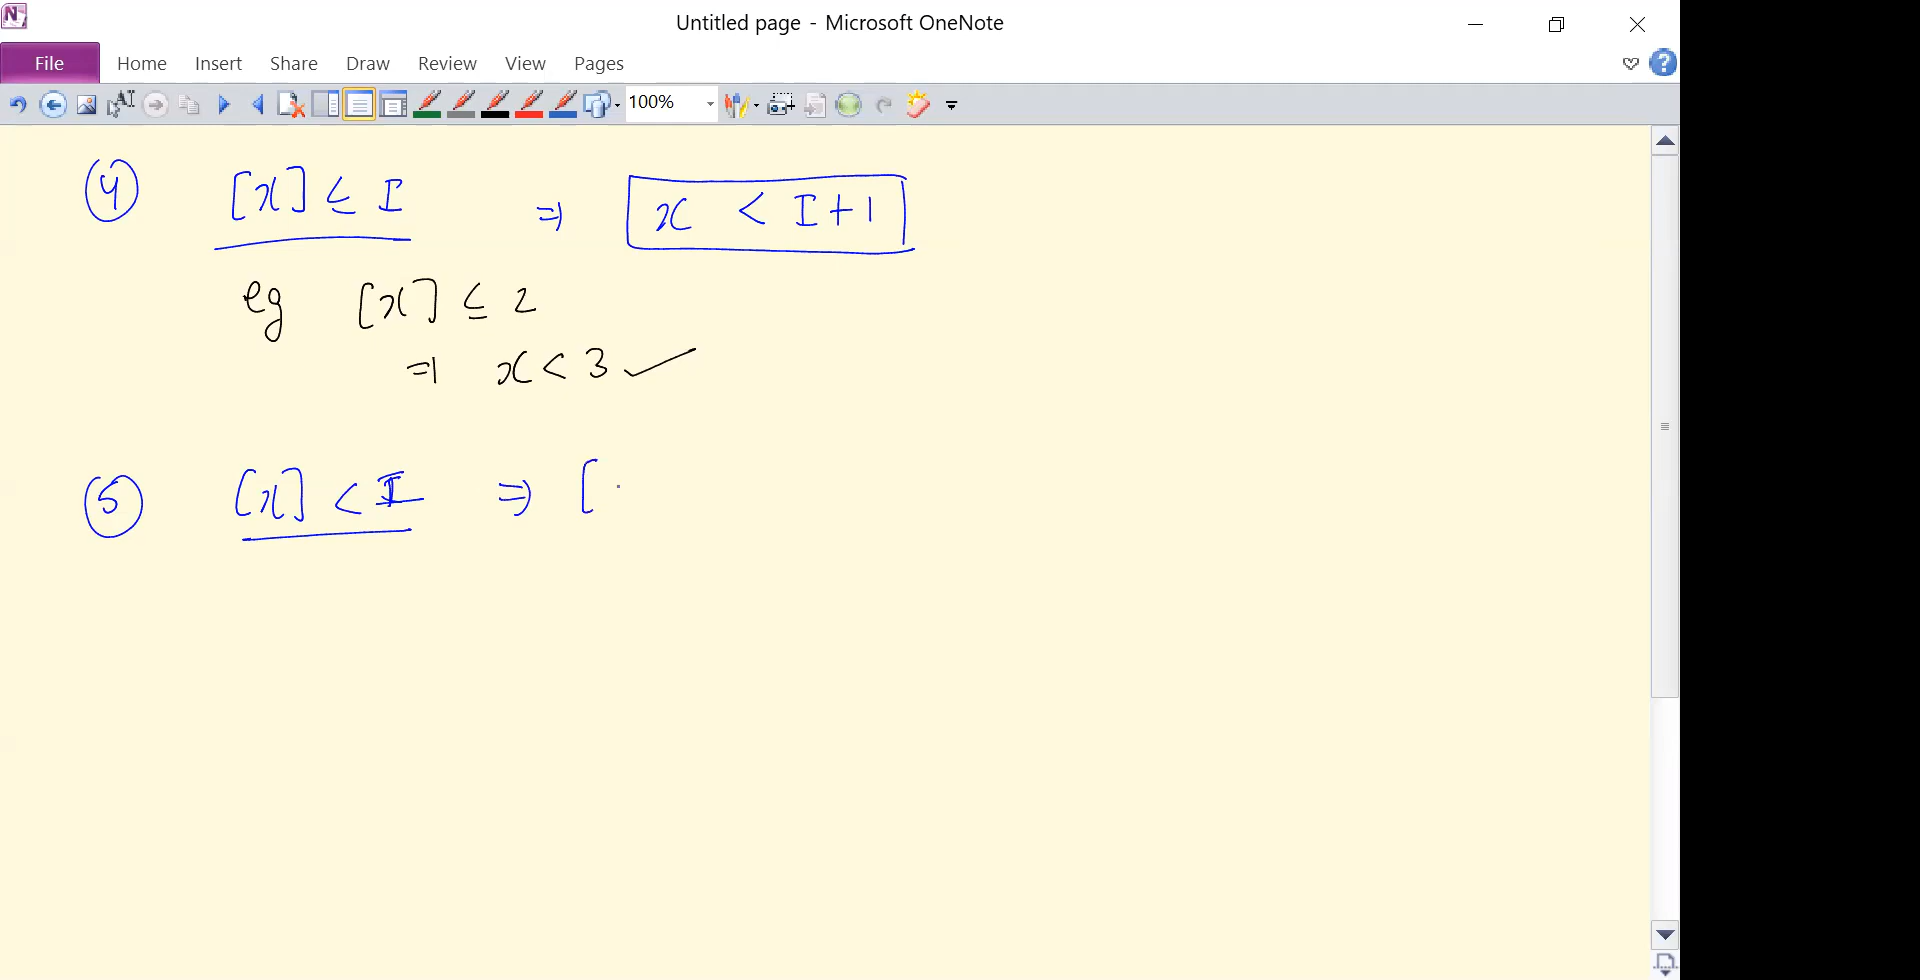 Untitled page - Microsoft OneNote
File Home Insert Share Draw Review View Pages
100%
④ [x] ≤ I ⇒ x < I + 1
eg [x] ≤ 2
⇒ x < 3 ✓
⑤ [x] < I ⇒ [